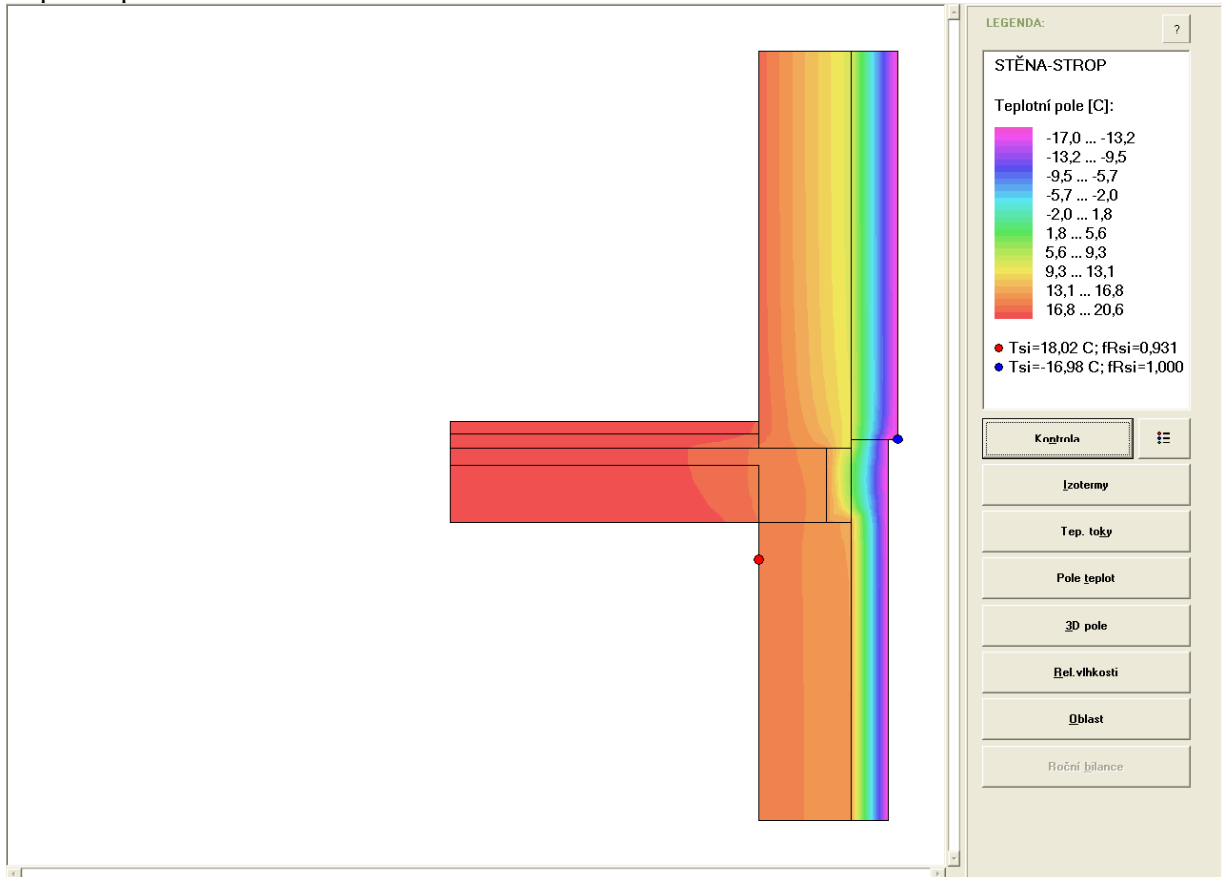 LEGENDA:
?
STĚNA-STROP
Teplotní pole [C]:
-17,0 ... -13,2
-13,2 ... -9,5
-9,5 ... -5,7
-5,7 ... -2,0
-2,0 ... 1,8
1,8 ... 5,6
5,6 ... 9,3
9,3 ... 13,1
13,1 ... 16,8
16,8 ... 20,6
Tsi=18,02 C; fRsi=0,931
Tsi=-16,98 C; fRsi=1,000
Kontrola
Izotermy
Tep. toky
Pole teplot
3D pole
Rel.vlhkosti
Oblast
Roční bilance